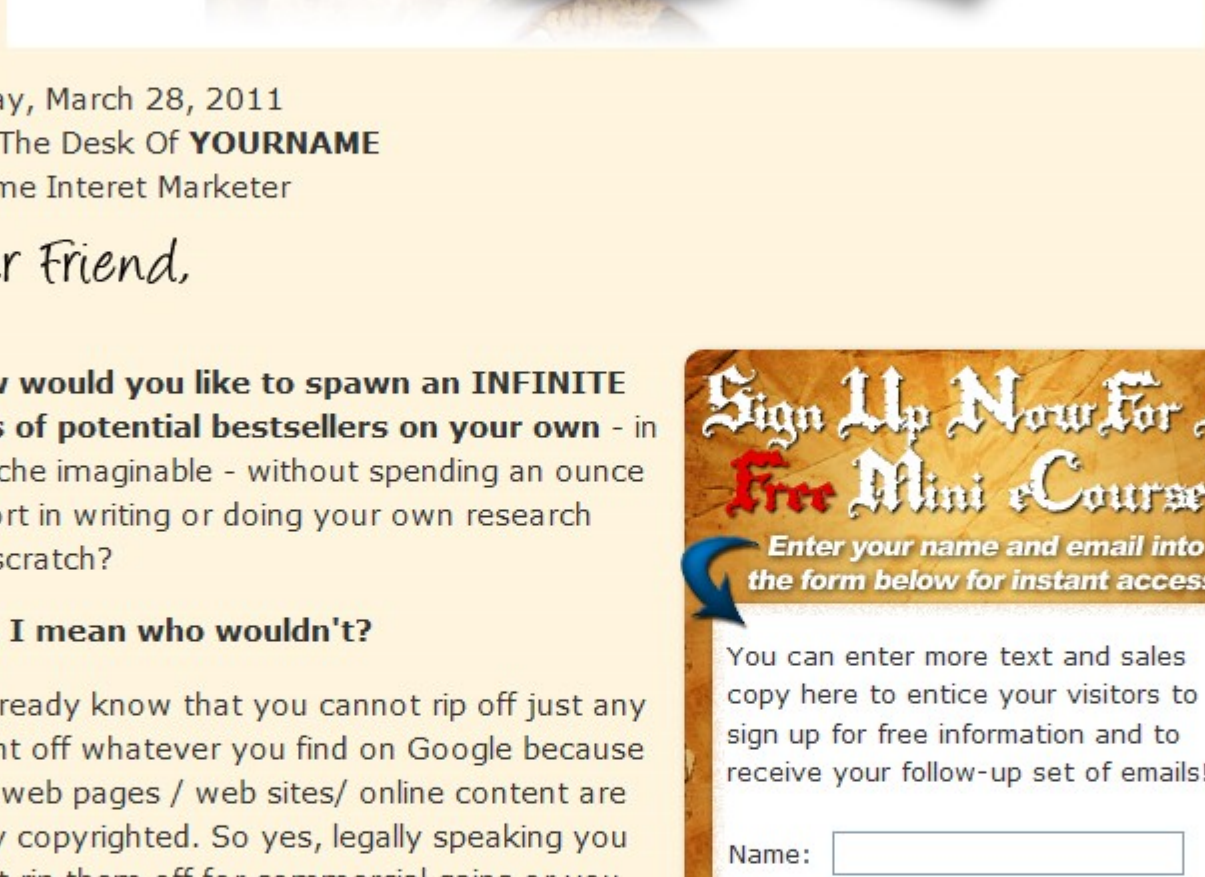 ay, March 28, 2011
The Desk Of YOURNAME
me Interet Marketer
r Friend,
would you like to spawn an INFINITE
s of potential bestsellers on your own - in
che imaginable - without spending an ounce
ort in writing or doing your own research
scratch?
I mean who wouldn't?
ready know that you cannot rip off just any
nt off whatever you find on Google because
web pages / web sites/ online content are
y copyrighted. So yes, legally speaking you
Sign Up Now For
Free Mini eCourse
Enter your name and email into
the form below for instant access
You can enter more text and sales
copy here to entice your visitors to
sign up for free information and to
receive your follow-up set of emails!
Name: